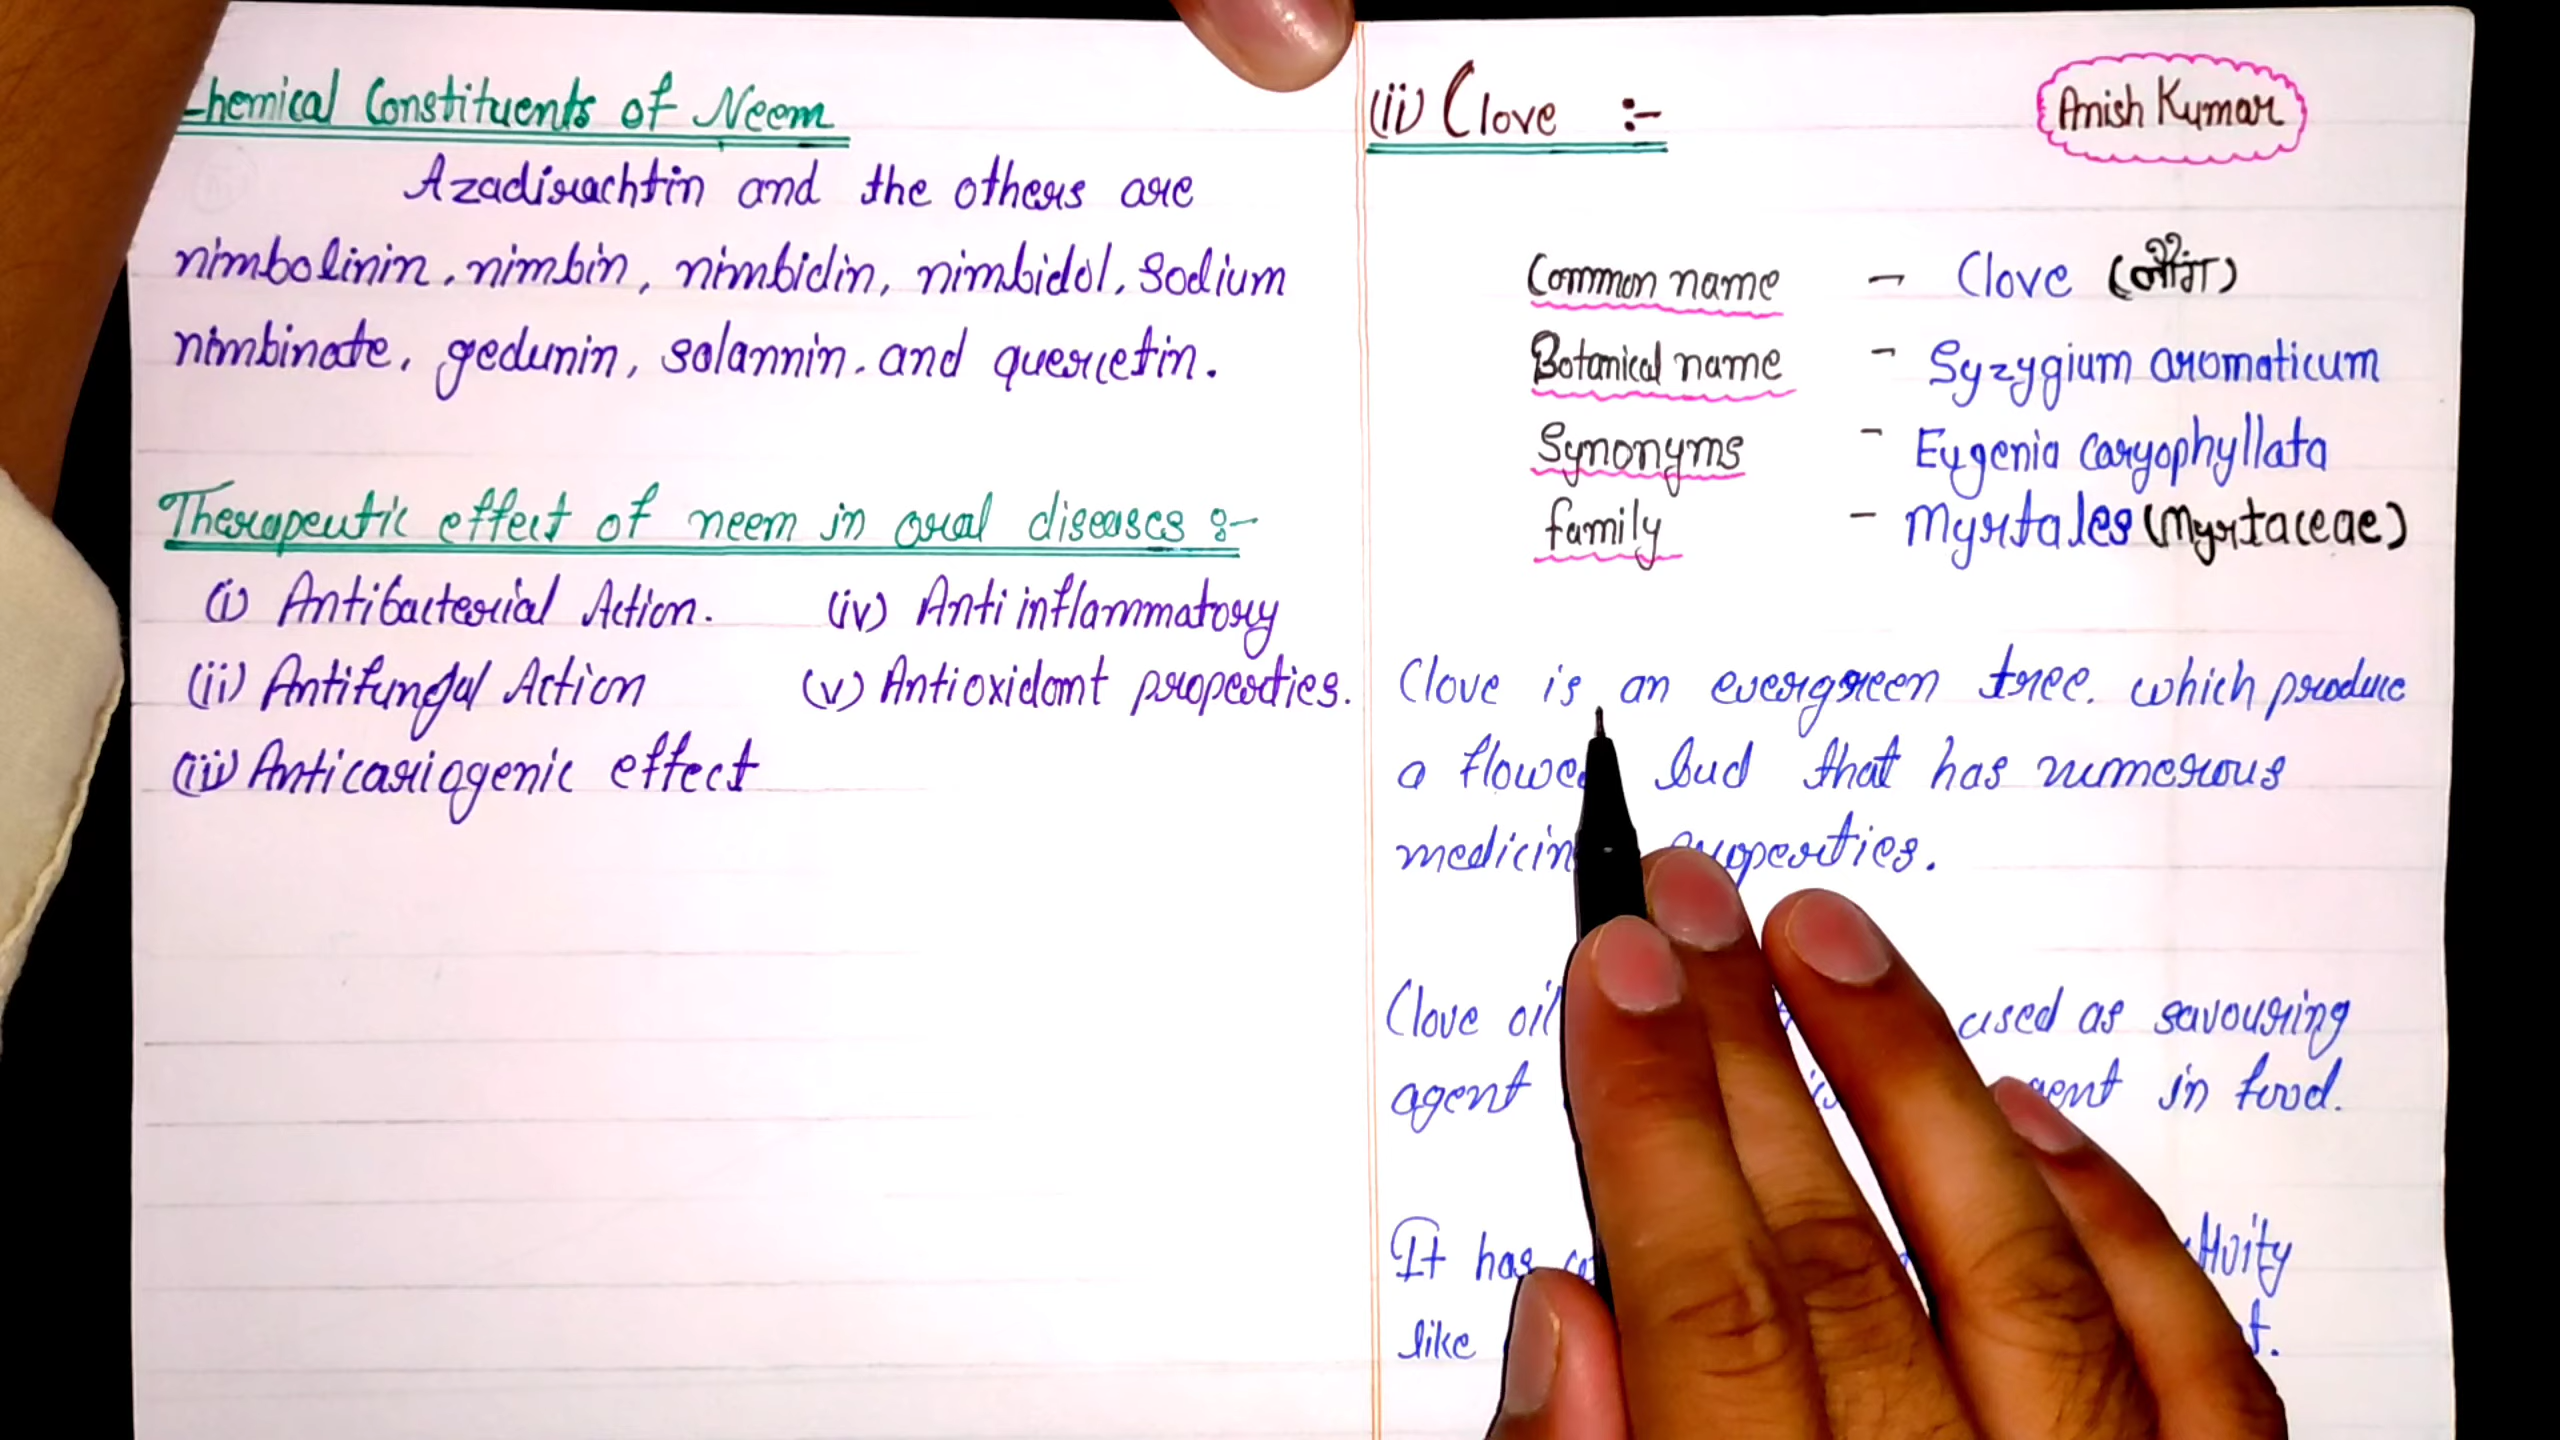 Chemical Constituents of Neem
Azadirachtin and the others are
nimbolinin, nimbin, nimbidin, nimbidol, Sodium
nimbinate, gedunin, salannin. and quercetin.
Therapeutic effect of neem in oral diseases :-
(i) Antibacterial Action.
(ii) Antifungal Action
(iii) Anticariogenic effect
(iv) Anti inflammatory
(v) Antioxidant properties.
(ii) Clove :-
Anish Kumar
Common name - Clove (लौंग)
Botanical name - Syzygium aromaticum
Synonyms - Eugenia caryophyllata
family - Myrtales (Myrtaceae)
Clove is an evergreen tree. which produce
a flower bud that has numerous
properties.
Clove oil used as savouring
agent in food.
It has
like